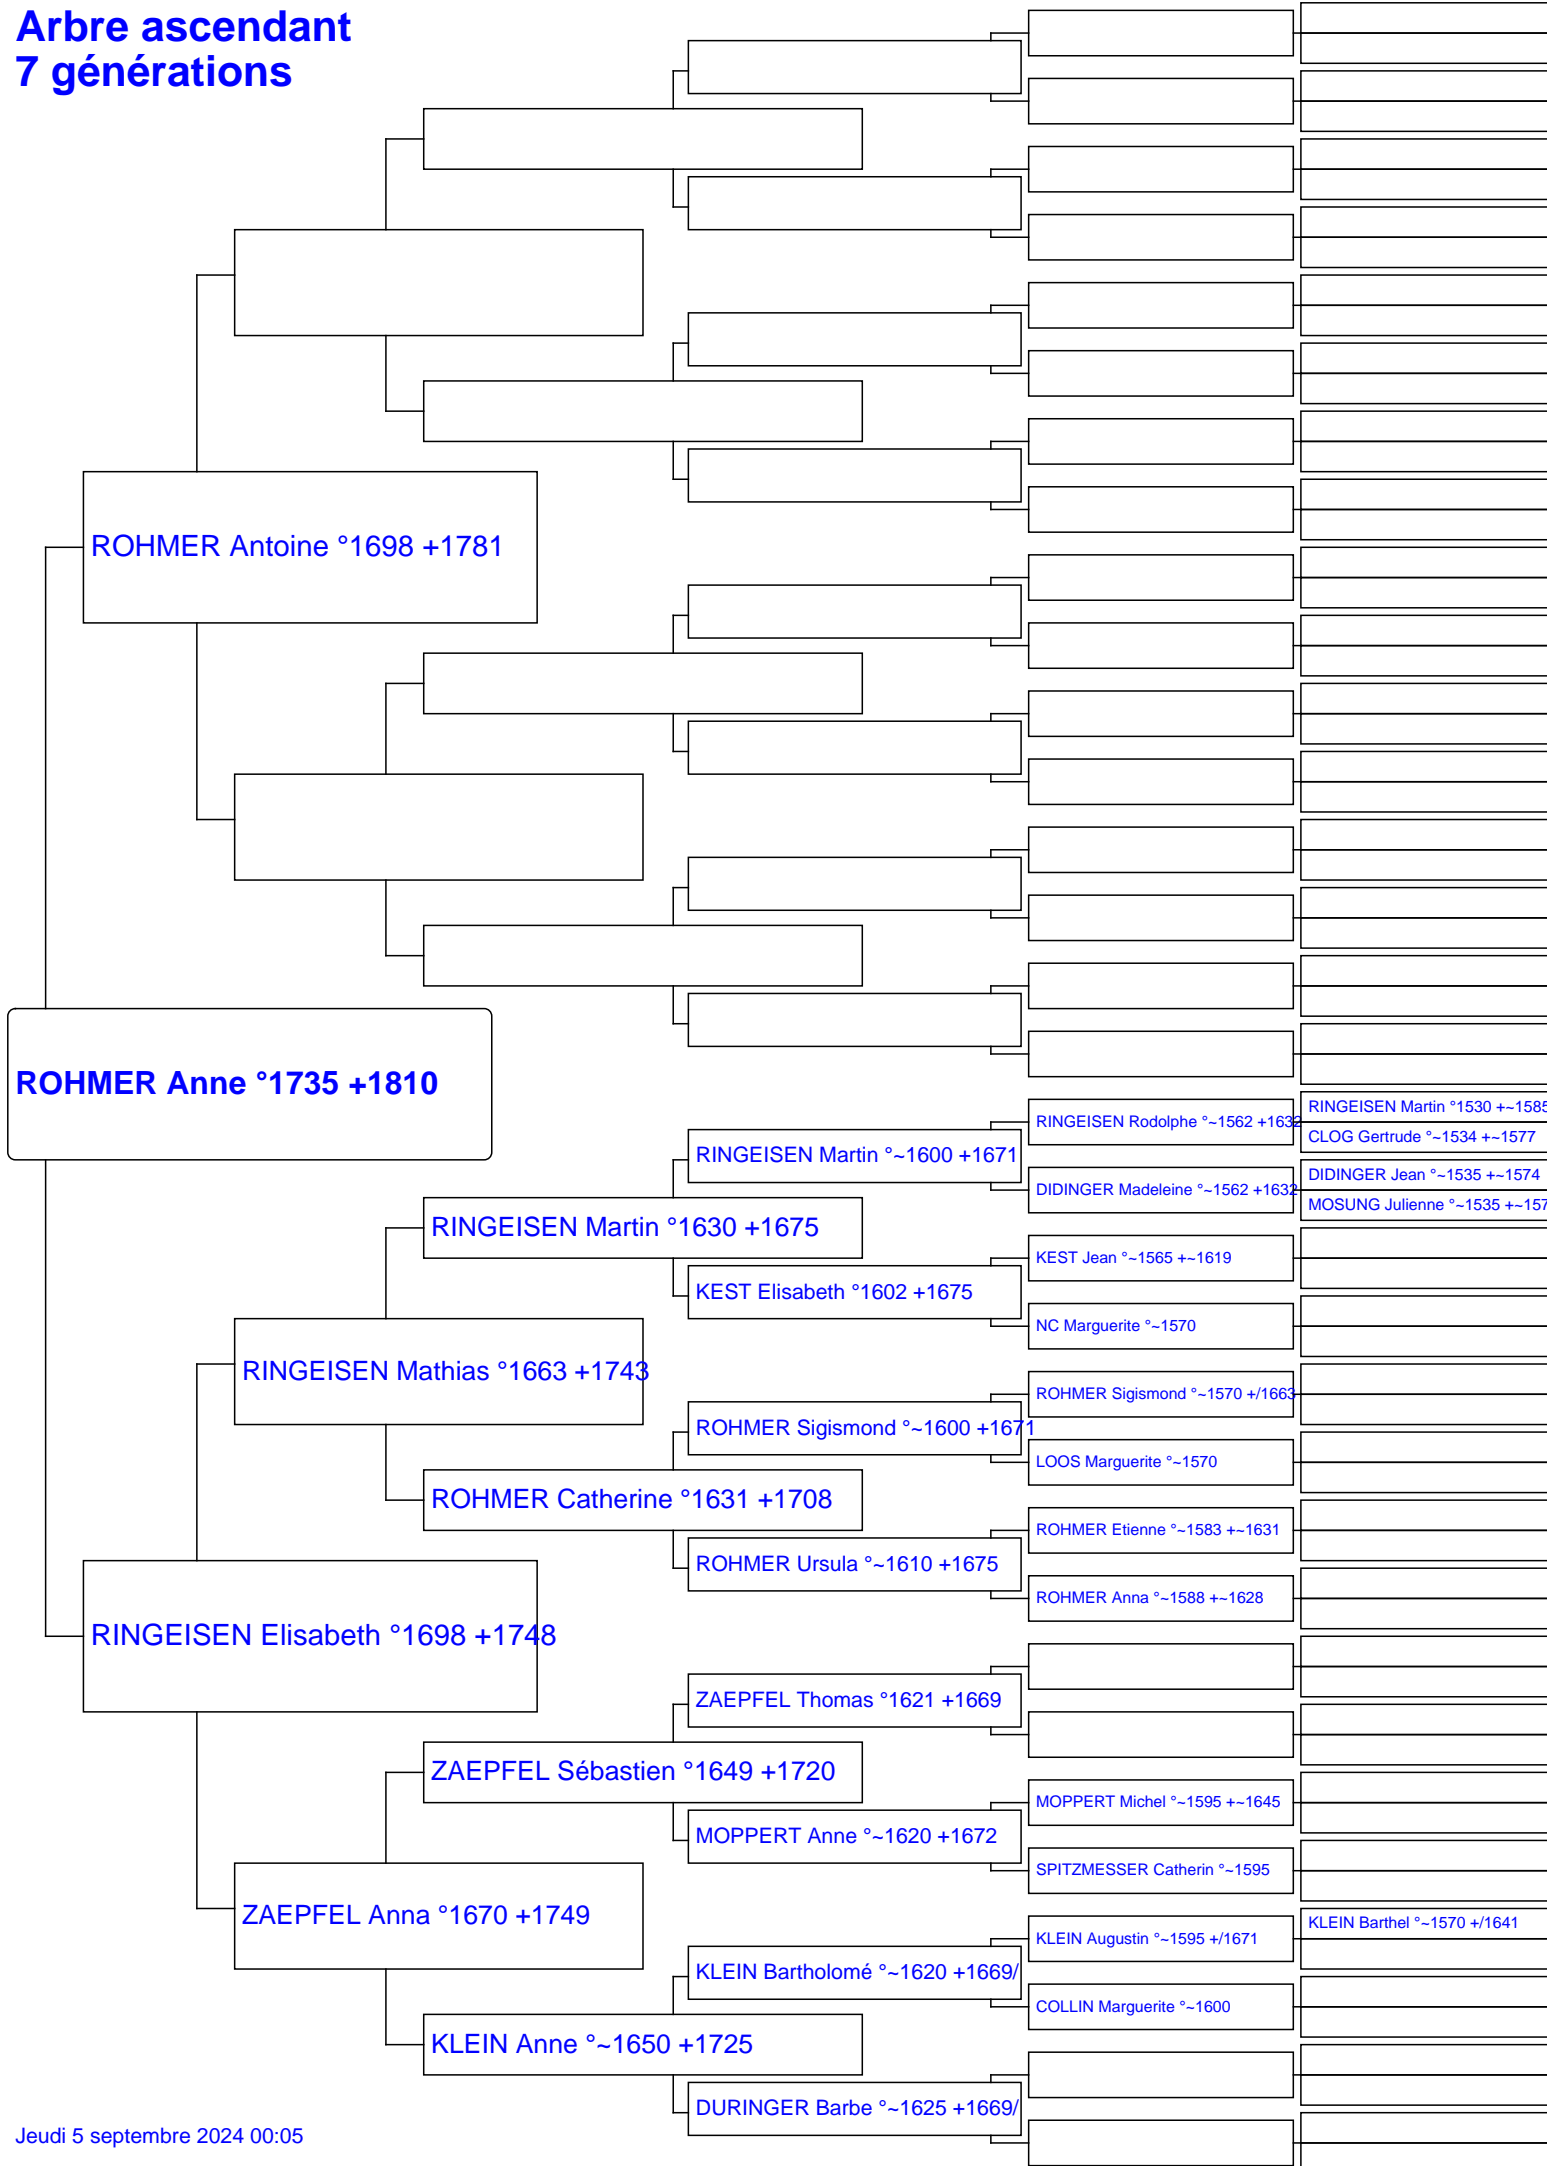 Arbre ascendant
7 générations
ROHMER Antoine °1698 +1781
ROHMER Anne °1735 +1810
RINGEISEN Rodolphe °~1562 +1632
RINGEISEN Martin °1530 +~1585
CLOG Gertrude °~1534 +~1577
RINGEISEN Martin °~1600 +1671
DIDINGER Madeleine °~1562 +1632
DIDINGER Jean °~1535 +~1574
MOSUNG Julienne °~1535 +~157
RINGEISEN Martin °1630 +1675
KEST Jean °~1565 +~1619
KEST Elisabeth °1602 +1675
NC Marguerite °~1570
RINGEISEN Mathias °1663 +1743
ROHMER Sigismond °~1570 +/1663
ROHMER Sigismond °~1600 +1671
LOOS Marguerite °~1570
ROHMER Catherine °1631 +1708
ROHMER Etienne °~1583 +~1631
ROHMER Ursula °~1610 +1675
ROHMER Anna °~1588 +~1628
RINGEISEN Elisabeth °1698 +1748
ZAEPFEL Thomas °1621 +1669
ZAEPFEL Sébastien °1649 +1720
MOPPERT Michel °~1595 +~1645
MOPPERT Anne °~1620 +1672
SPITZMESSER Catherin °~1595
ZAEPFEL Anna °1670 +1749
KLEIN Barthel °~1570 +/1641
KLEIN Augustin °~1595 +/1671
KLEIN Bartholomé °~1620 +1669/
COLLIN Marguerite °~1600
KLEIN Anne °~1650 +1725
DURINGER Barbe °~1625 +1669/
Jeudi 5 septembre 2024 00:05